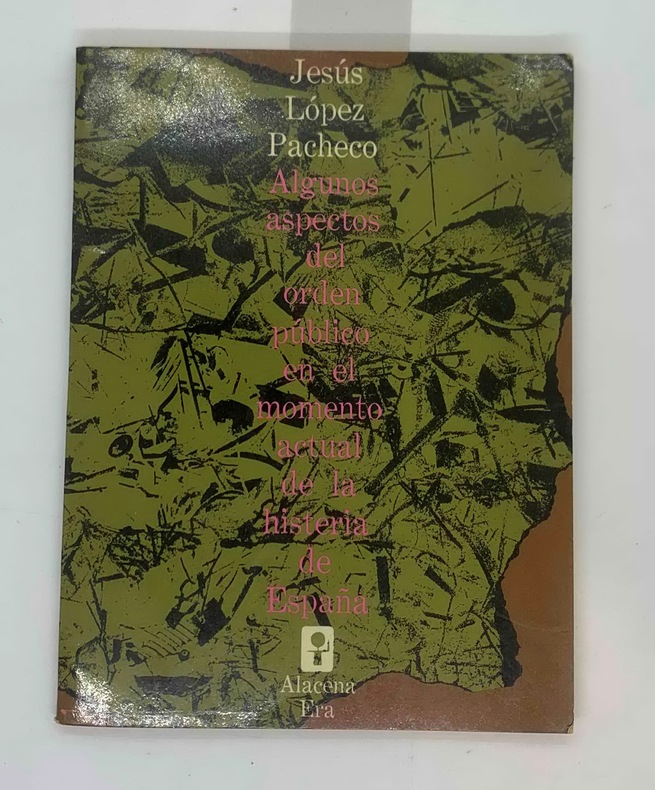 Jesús
López
Pacheco
Algunos
aspectos
del
orden
público
en el
momento
actual
de la
histeria
de
España
Alacena
Era